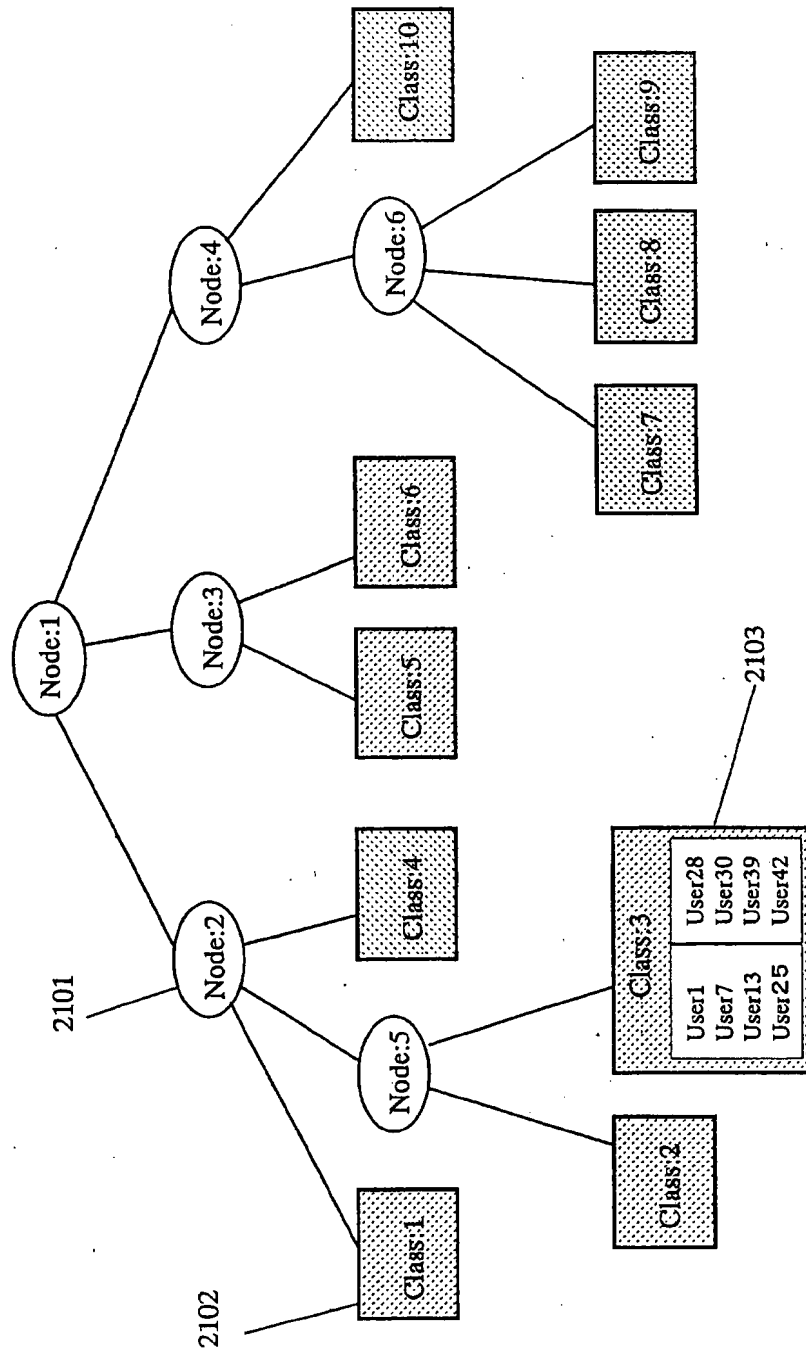 Node:1
2101
Node:2
Node:3
Node:4
2102
Class:1
Node:5
Class:4
Class:5
Class:6
Node:6
Class:10
Class:2
Class:3
User1
User7
User13
User25
User28
User30
User39
User42
2103
Class:7
Class:8
Class:9